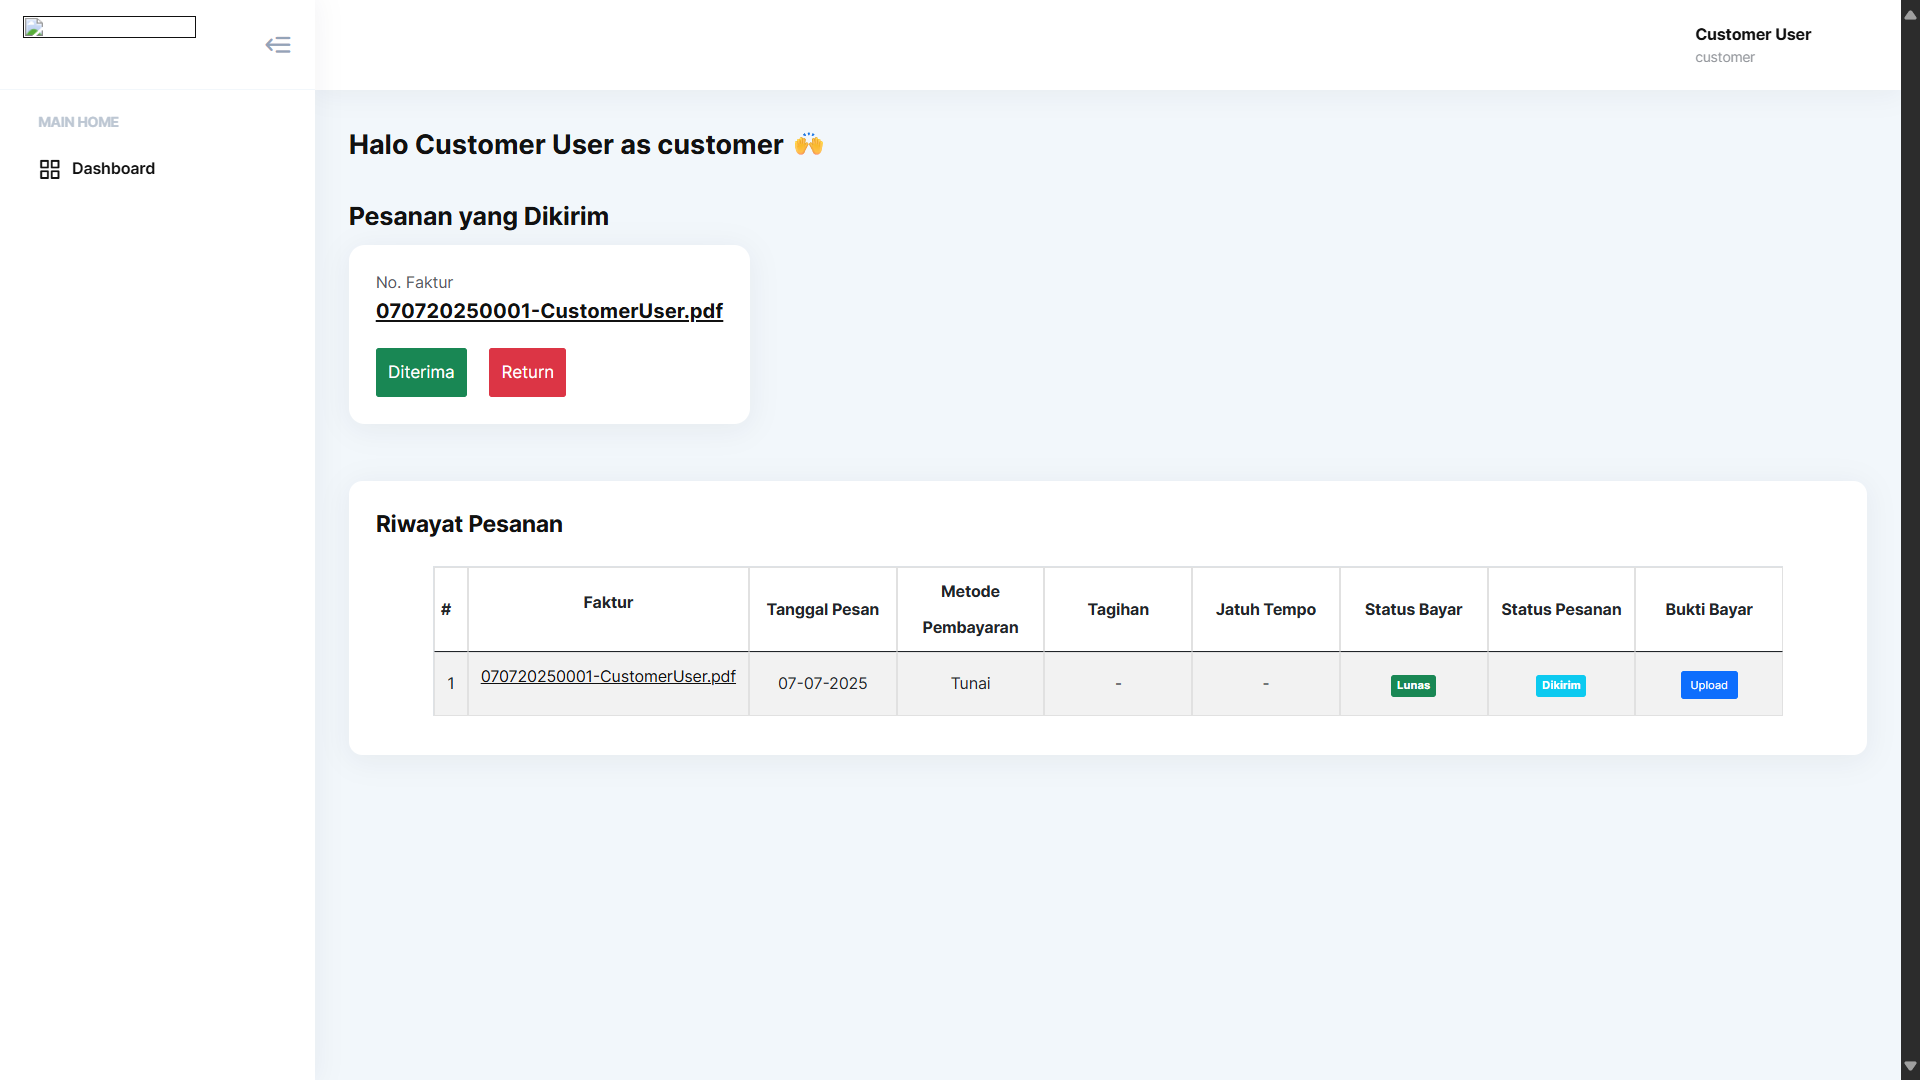 Customer User
customer
MAIN HOME
Dashboard
Halo Customer User as customer 🙌
Pesanan yang Dikirim
No. Faktur
070720250001-CustomerUser.pdf
Diterima Return
Riwayat Pesanan
# Faktur Tanggal Pesan Metode Pembayaran Tagihan Jatuh Tempo Status Bayar Status Pesanan Bukti Bayar
1 070720250001-CustomerUser.pdf 07-07-2025 Tunai - - Lunas Dikirim Upload